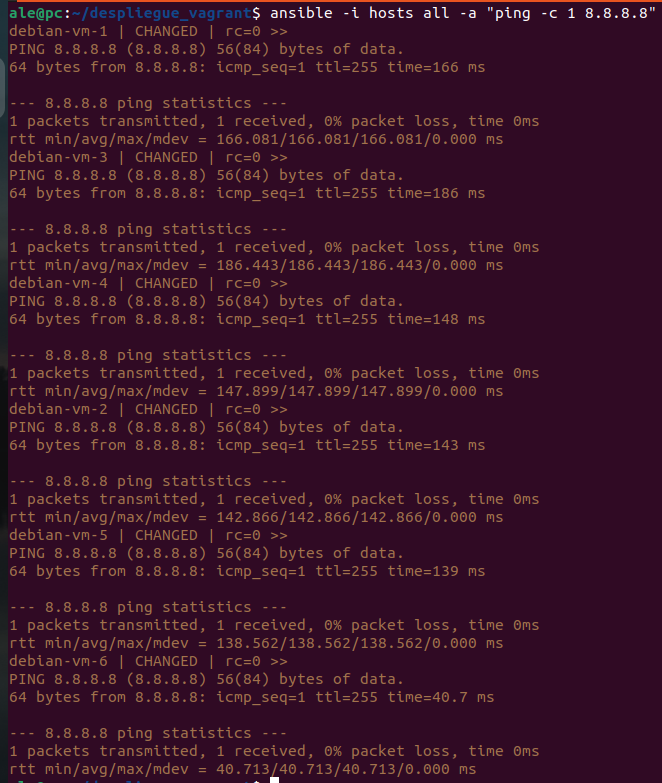 ale@pc:~/despliegue_vagrant$ ansible -i hosts all -a "ping -c 1 8.8.8.8"
debian-vm-1 | CHANGED | rc=0 >>
PING 8.8.8.8 (8.8.8.8) 56(84) bytes of data.
64 bytes from 8.8.8.8: icmp_seq=1 ttl=255 time=166 ms
--- 8.8.8.8 ping statistics ---
1 packets transmitted, 1 received, 0% packet loss, time 0ms
rtt min/avg/max/mdev = 166.081/166.081/166.081/0.000 ms
debian-vm-3 | CHANGED | rc=0 >>
PING 8.8.8.8 (8.8.8.8) 56(84) bytes of data.
64 bytes from 8.8.8.8: icmp_seq=1 ttl=255 time=186 ms
--- 8.8.8.8 ping statistics ---
1 packets transmitted, 1 received, 0% packet loss, time 0ms
rtt min/avg/max/mdev = 186.443/186.443/186.443/0.000 ms
debian-vm-4 | CHANGED | rc=0 >>
PING 8.8.8.8 (8.8.8.8) 56(84) bytes of data.
64 bytes from 8.8.8.8: icmp_seq=1 ttl=255 time=148 ms
--- 8.8.8.8 ping statistics ---
1 packets transmitted, 1 received, 0% packet loss, time 0ms
rtt min/avg/max/mdev = 147.899/147.899/147.899/0.000 ms
debian-vm-2 | CHANGED | rc=0 >>
PING 8.8.8.8 (8.8.8.8) 56(84) bytes of data.
64 bytes from 8.8.8.8: icmp_seq=1 ttl=255 time=143 ms
--- 8.8.8.8 ping statistics ---
1 packets transmitted, 1 received, 0% packet loss, time 0ms
rtt min/avg/max/mdev = 142.866/142.866/142.866/0.000 ms
debian-vm-5 | CHANGED | rc=0 >>
PING 8.8.8.8 (8.8.8.8) 56(84) bytes of data.
64 bytes from 8.8.8.8: icmp_seq=1 ttl=255 time=139 ms
--- 8.8.8.8 ping statistics ---
1 packets transmitted, 1 received, 0% packet loss, time 0ms
rtt min/avg/max/mdev = 138.562/138.562/138.562/0.000 ms
debian-vm-6 | CHANGED | rc=0 >>
PING 8.8.8.8 (8.8.8.8) 56(84) bytes of data.
64 bytes from 8.8.8.8: icmp_seq=1 ttl=255 time=40.7 ms
--- 8.8.8.8 ping statistics ---
1 packets transmitted, 1 received, 0% packet loss, time 0ms
rtt min/avg/max/mdev = 40.713/40.713/40.713/0.000 ms